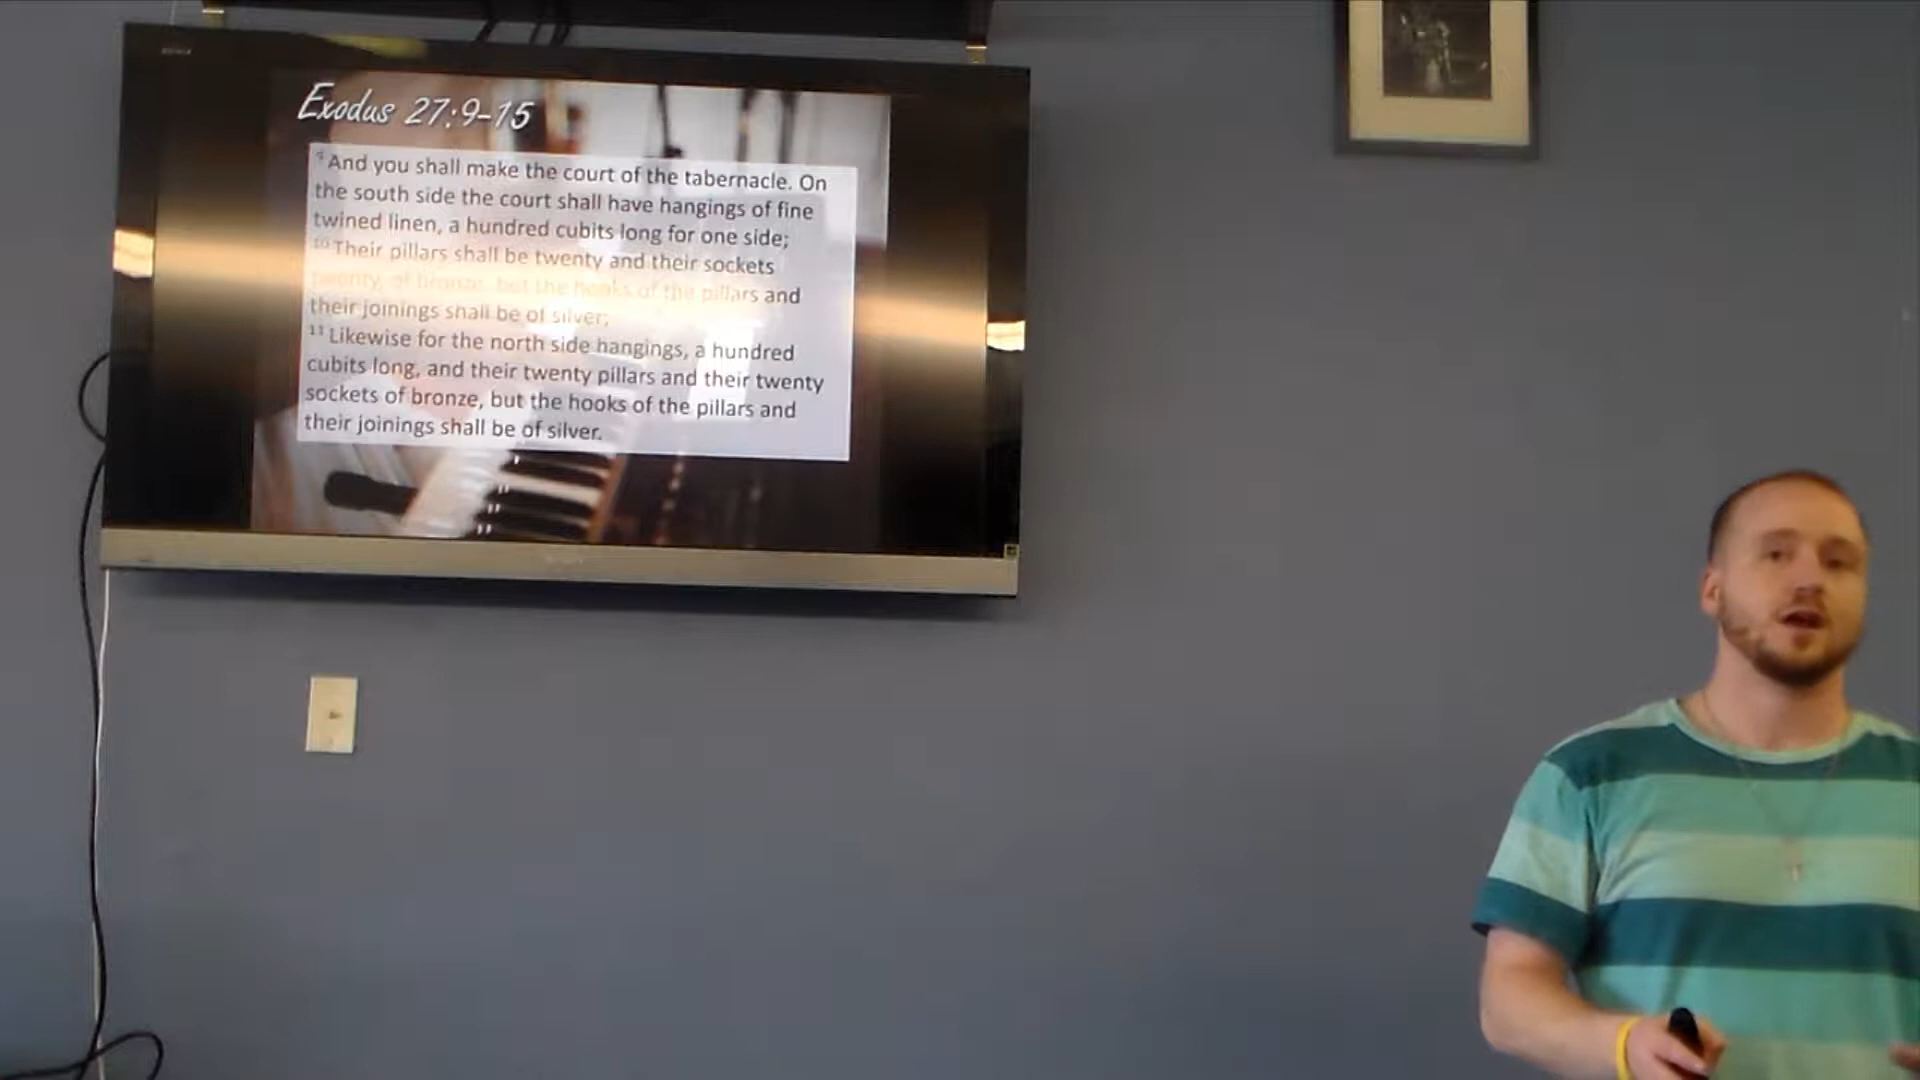 Exodus 27:9-15
9 And you shall make the court of the tabernacle. On
the south side the court shall have hangings of fine
twined linen, a hundred cubits long for one side;
10 Their pillars shall be twenty and their sockets
twenty, of bronze, but the hooks of the pillars and
their joinings shall be of silver;
11 Likewise for the north side hangings, a hundred
cubits long, and their twenty pillars and their twenty
sockets of bronze, but the hooks of the pillars and
their joinings shall be of silver.